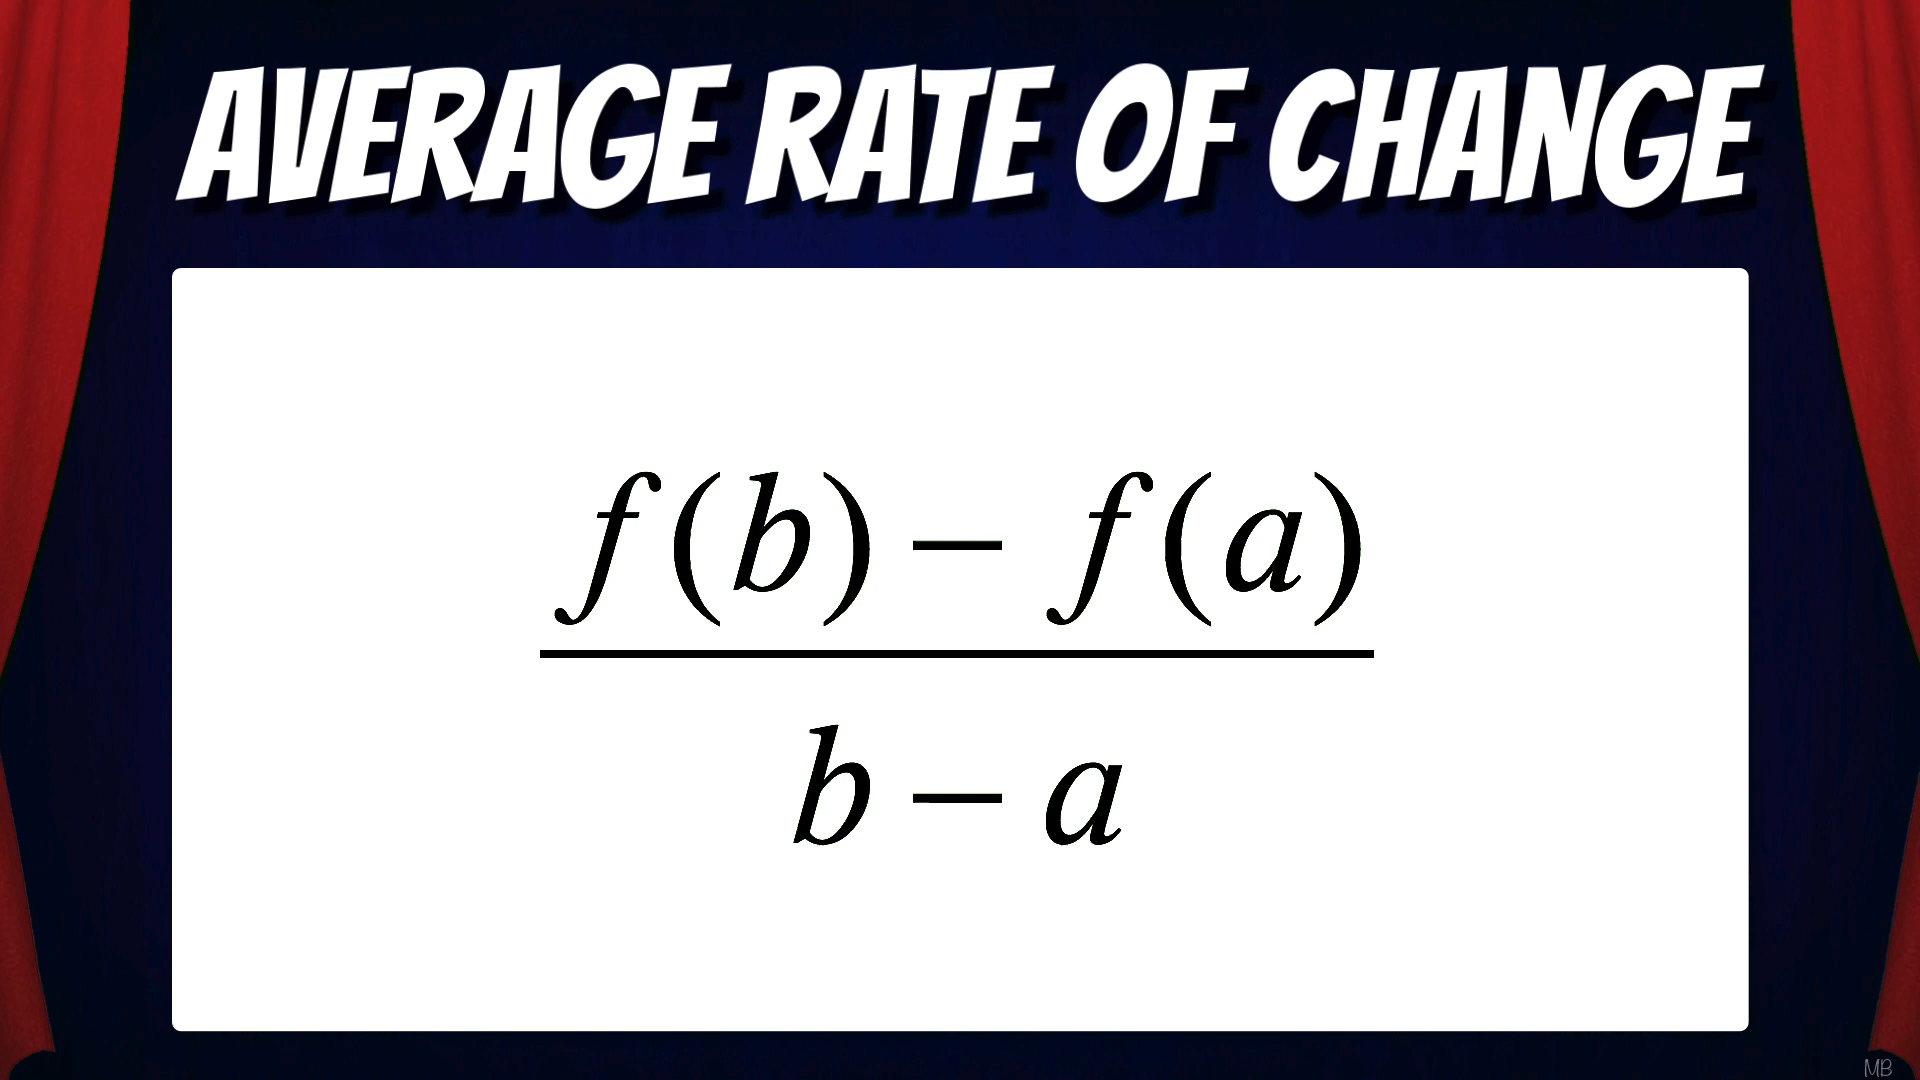 AVERAGE RATE OF CHANGE
f(b) − f(a)
b − a
MB